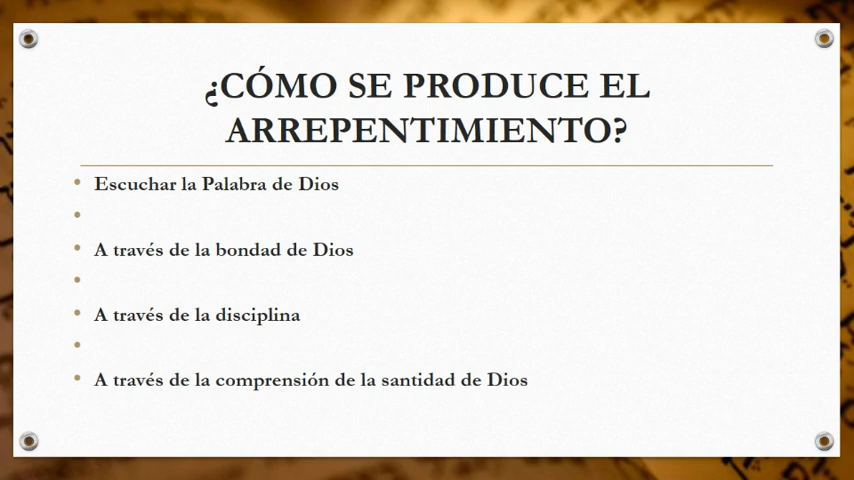 ¿CÓMO SE PRODUCE EL
ARREPENTIMIENTO?
Escuchar la Palabra de Dios
A través de la bondad de Dios
A través de la disciplina
A través de la comprensión de la santidad de Dios